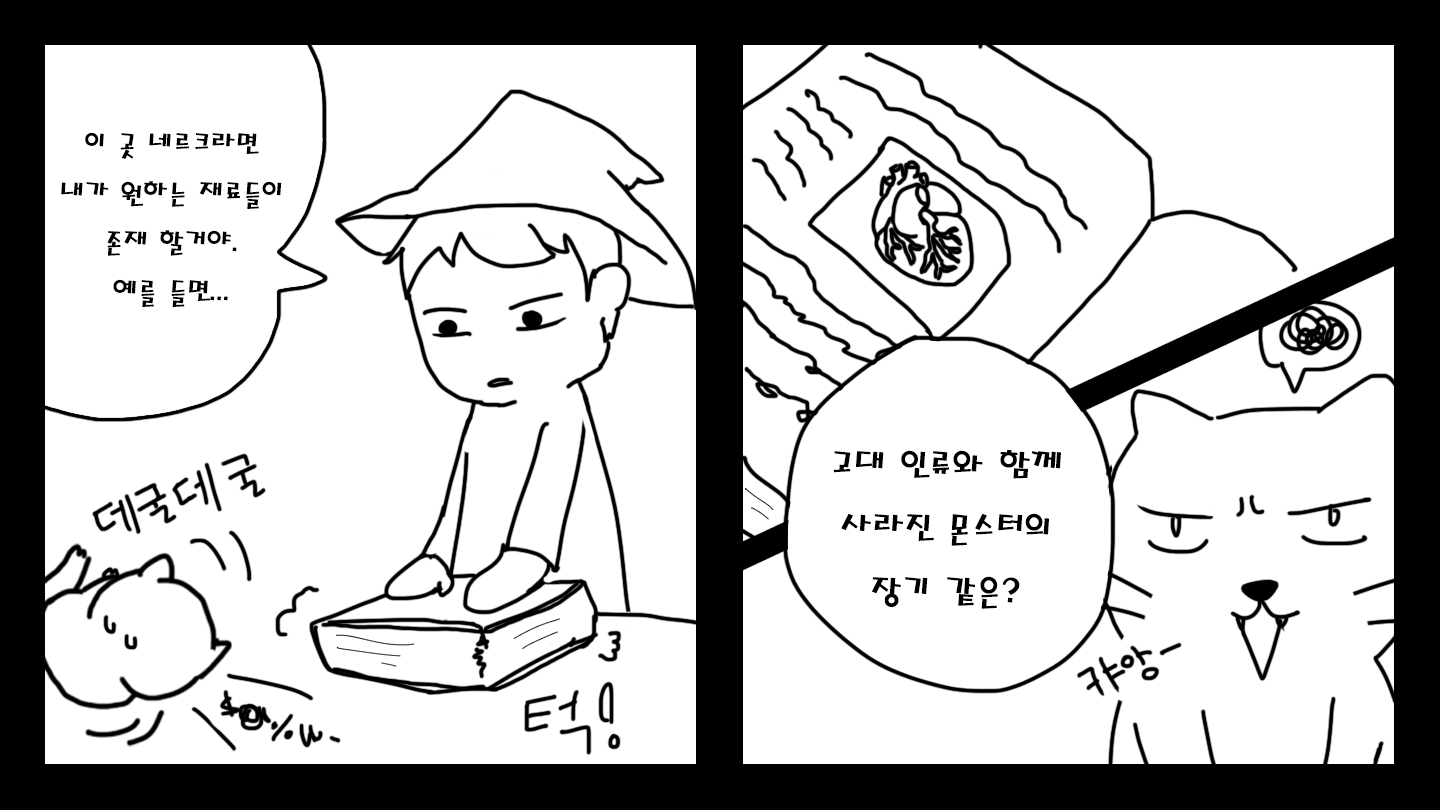 이 곳 네르크라면
내가 원하는 재료들이
존재 할거야.
예를 들면...
데굴데굴
턱!
고대 인류와 함께
사라진 몬스터의
장기 같은?
캬앙~